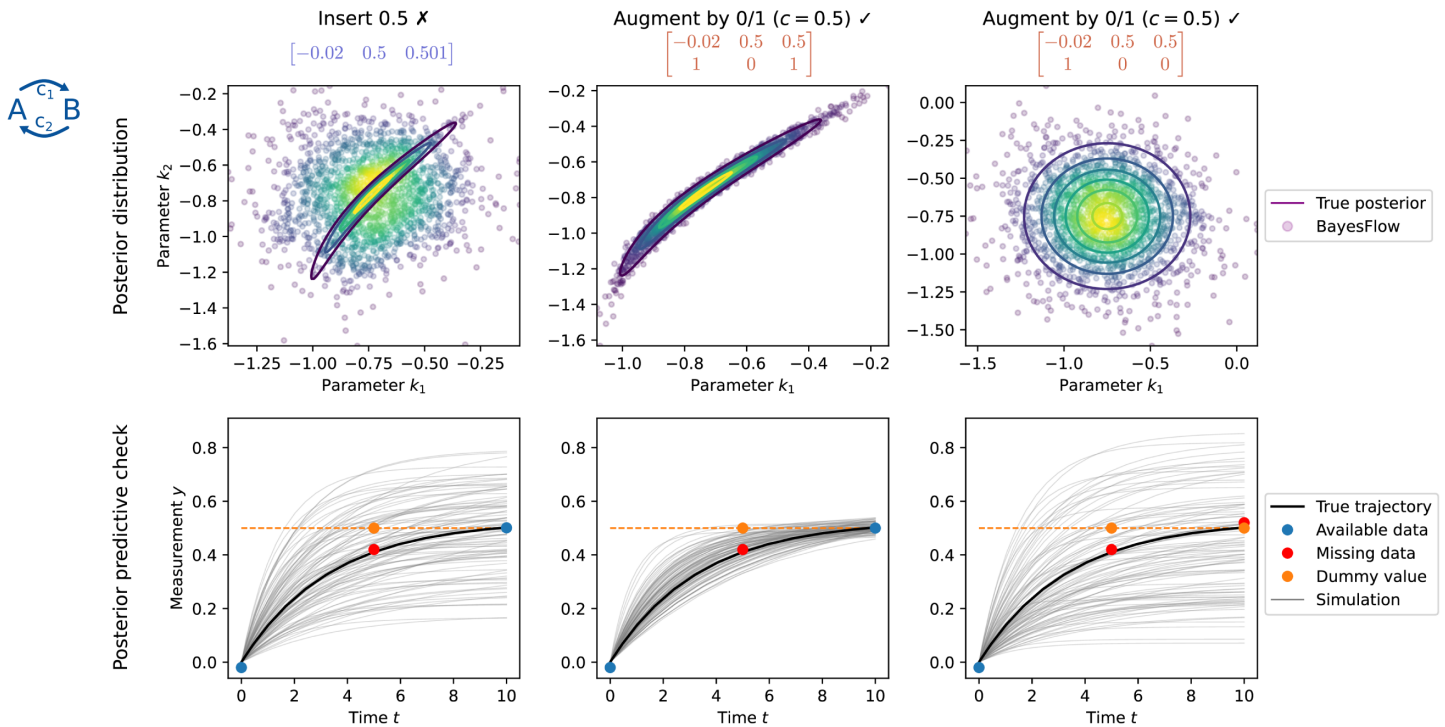 Insert 0.5 ✗
[−0.02 0.5 0.501]
Augment by 0/1 (c = 0.5) ✓
[−0.02 0.5 0.5
1 0 1]
Augment by 0/1 (c = 0.5) ✓
[−0.02 0.5 0.5
1 0 0]
A c₁ B
c₂
Posterior distribution
Parameter k₂
−0.2
−0.4
−0.6
−0.8
−1.0
−1.2
−1.4
−1.6
−1.25 −1.00 −0.75 −0.50 −0.25
Parameter k₁
−0.2
−0.4
−0.6
−0.8
−1.0
−1.2
−1.4
−1.6
−1.0 −0.8 −0.6 −0.4 −0.2
Parameter k₁
0.00
−0.25
−0.50
−0.75
−1.00
−1.25
−1.50
−1.5 −1.0 −0.5 0.0
Parameter k₁
True posterior
BayesFlow
Posterior predictive check
Measurement y
0.8
0.6
0.4
0.2
0.0
0 2 4 6 8 10
Time t
0.8
0.6
0.4
0.2
0.0
0 2 4 6 8 10
Time t
0.8
0.6
0.4
0.2
0.0
0 2 4 6 8 10
Time t
True trajectory
Available data
Missing data
Dummy value
Simulation